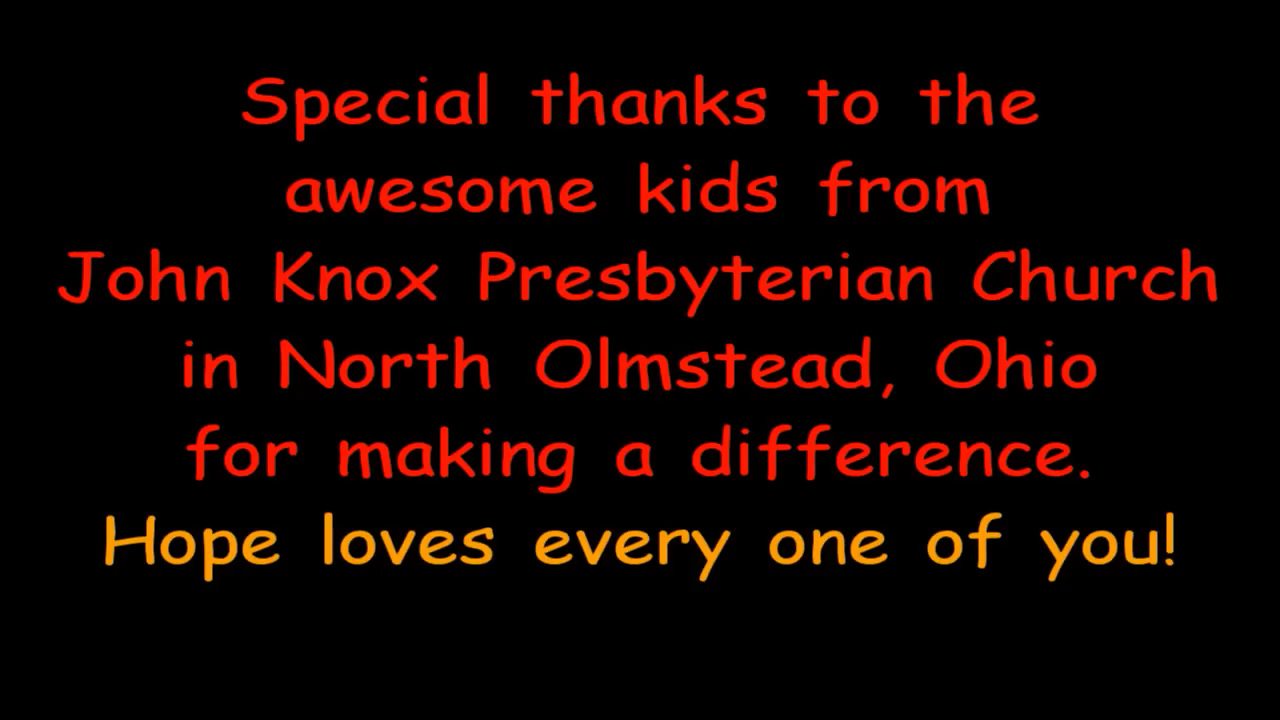 Special thanks to the
awesome kids from
John Knox Presbyterian Church
in North Olmstead, Ohio
for making a difference.
Hope loves every one of you!